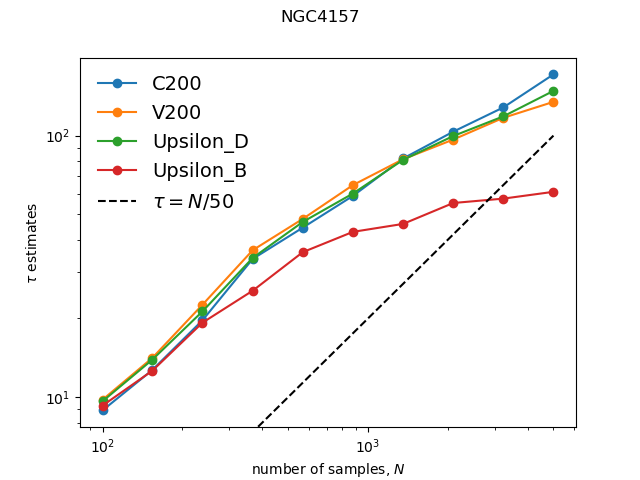 NGC4157
C200
V200
Upsilon_D
Upsilon_B
τ = N/50
τ estimates
10²
10¹
10²
10³
number of samples, N